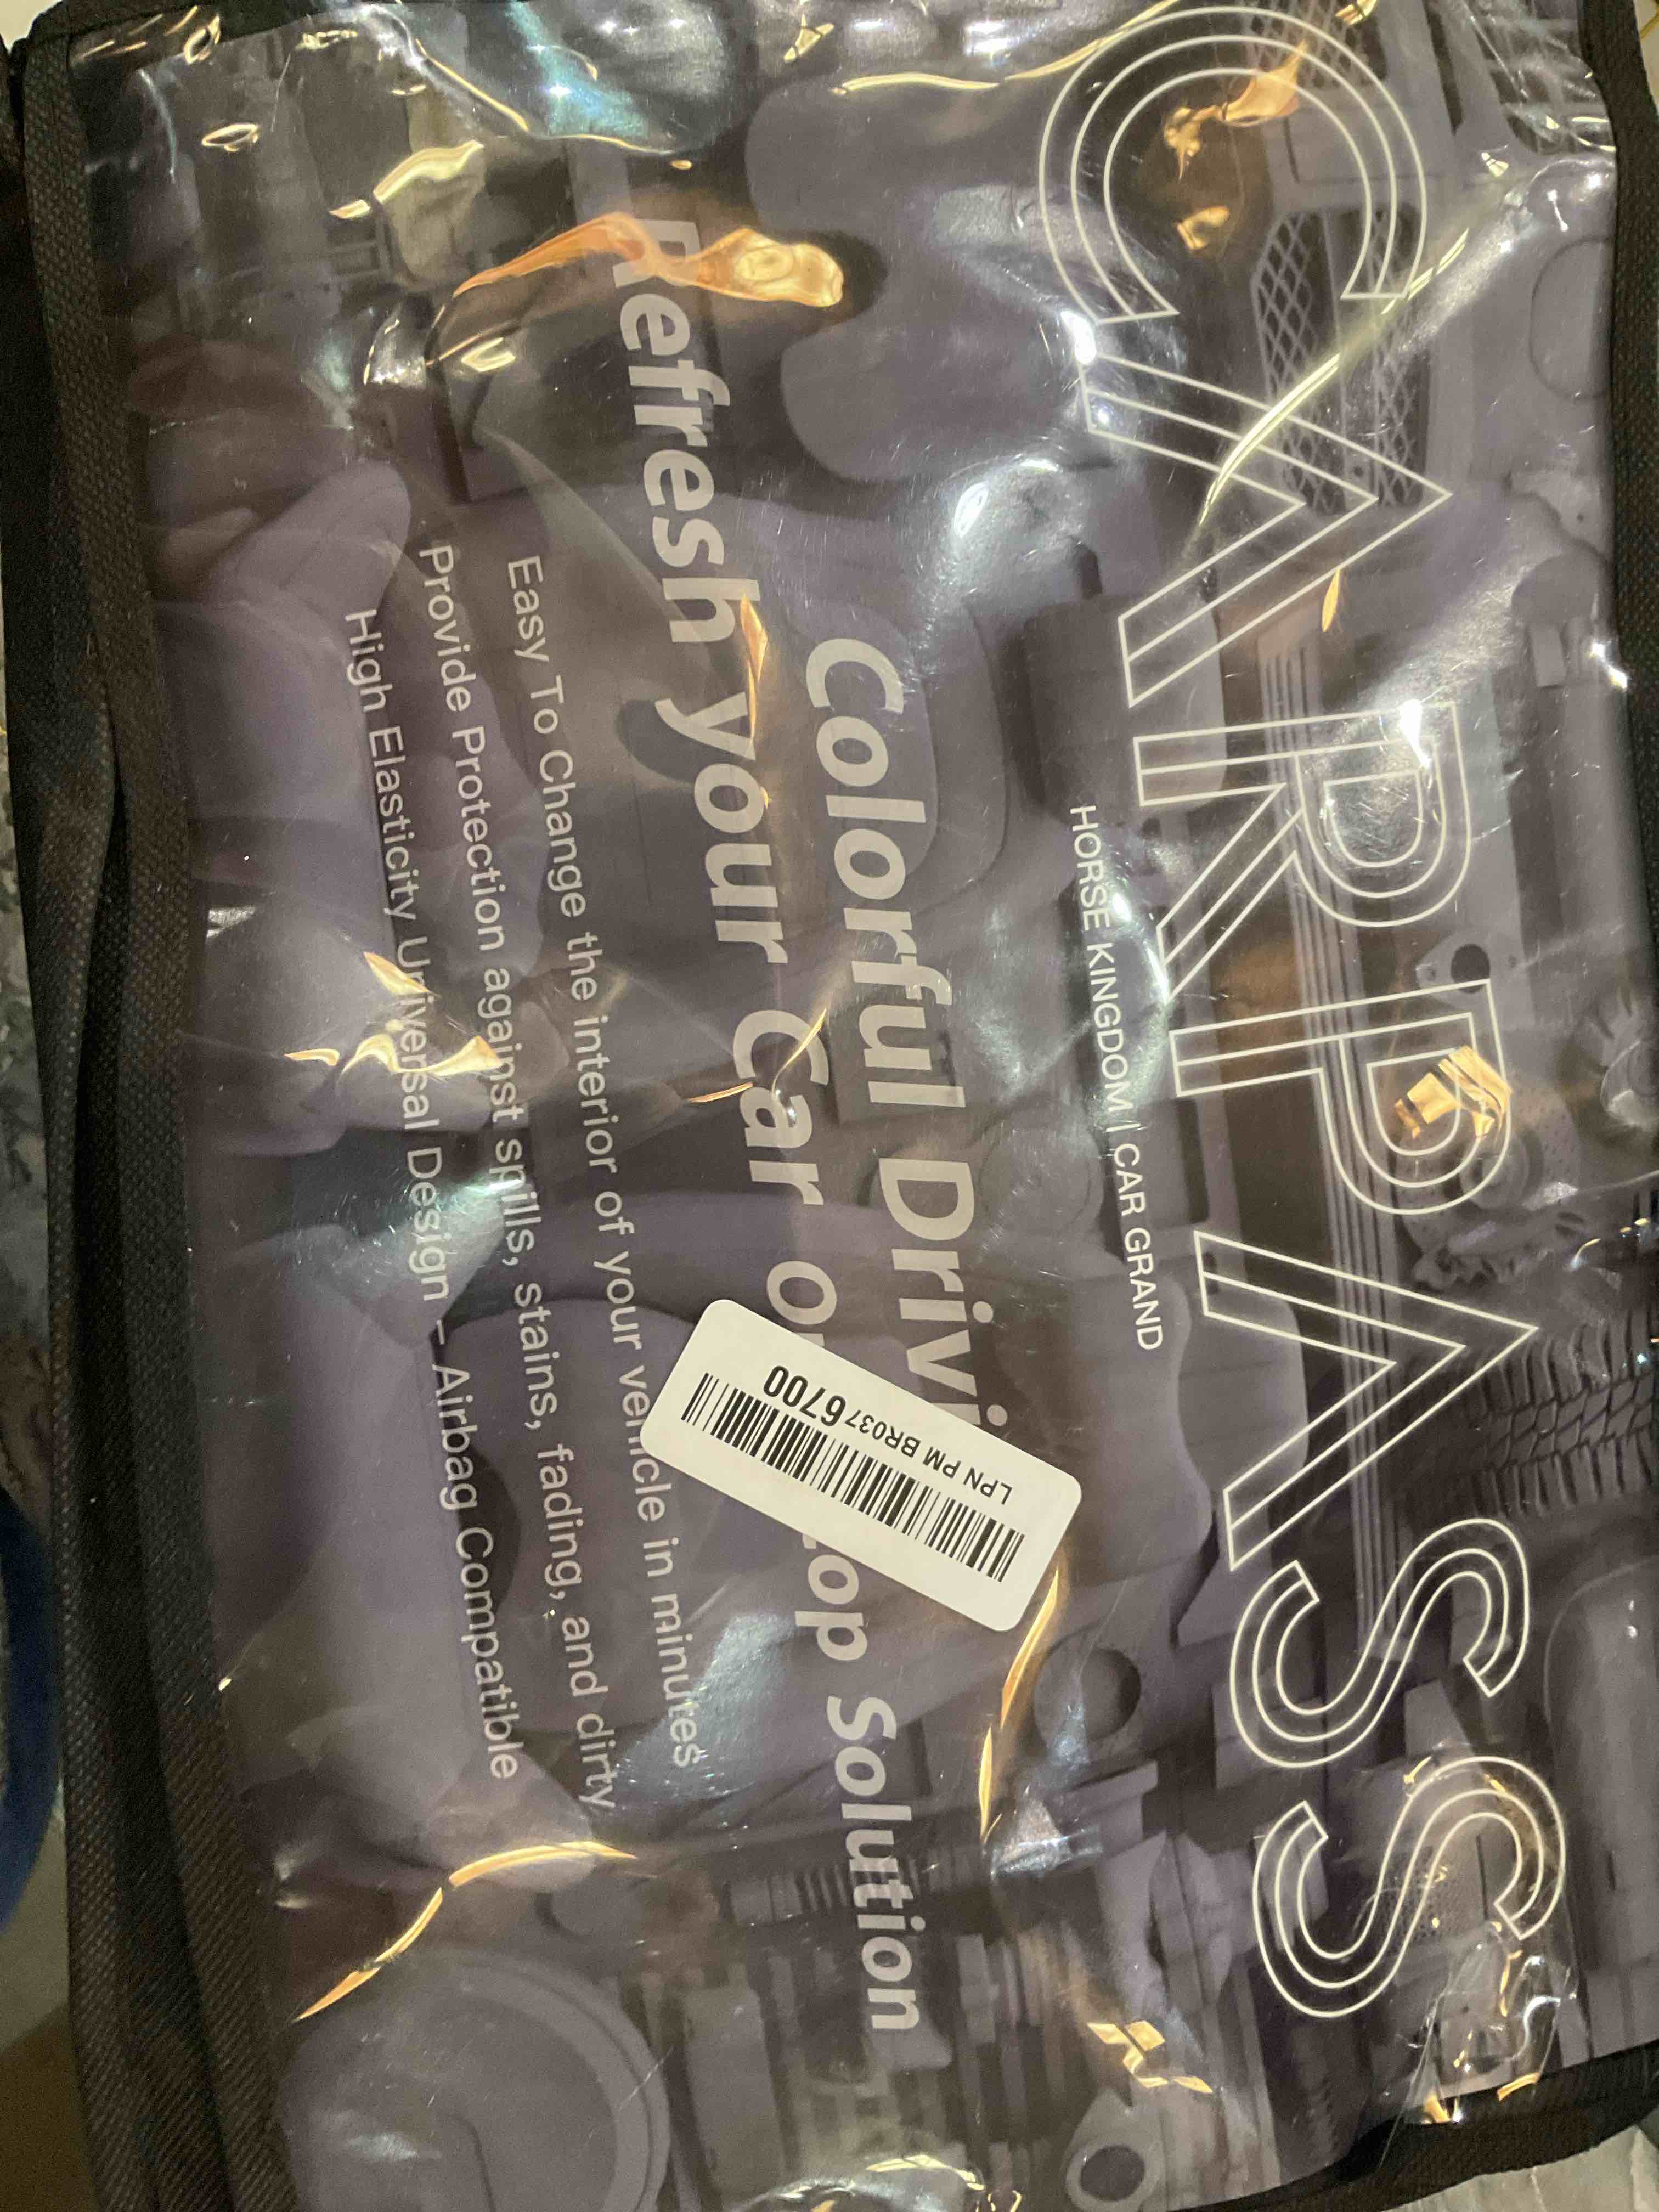 CARPASS
HORSE KINGDOM | CAR GRAND
Colorful Drivi
Refresh your Car
Solution
Easy To Change the interior of your vehicle in minutes
Provide Protection against spills, stains, fading, and dirty
High Elasticity Universal Design – Airbag Compatible
LPN PM BR0376700